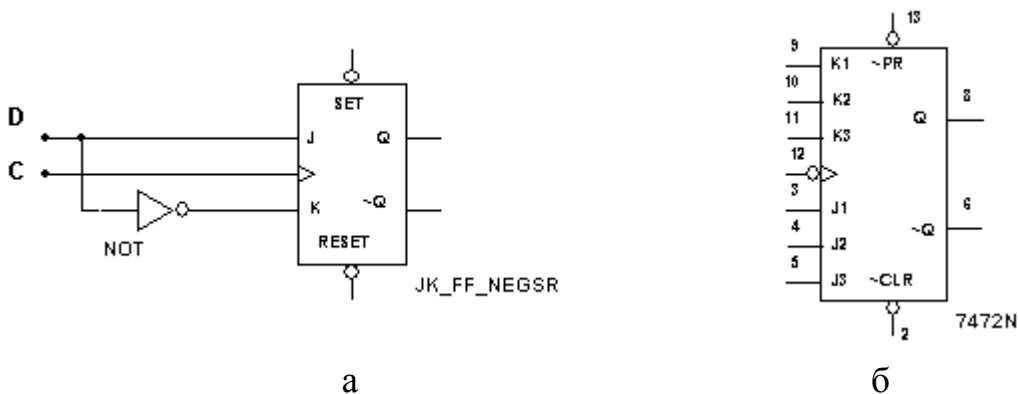 13
9
K1 ~PR
SET
10
K2
8
D
J Q
11
K3
Q
C
12
3
K ~Q
J1
6
4
J2
~Q
NOT
RESET
5
J3 ~CLR
JK_FF_NEGSR
2
7472N
а
б